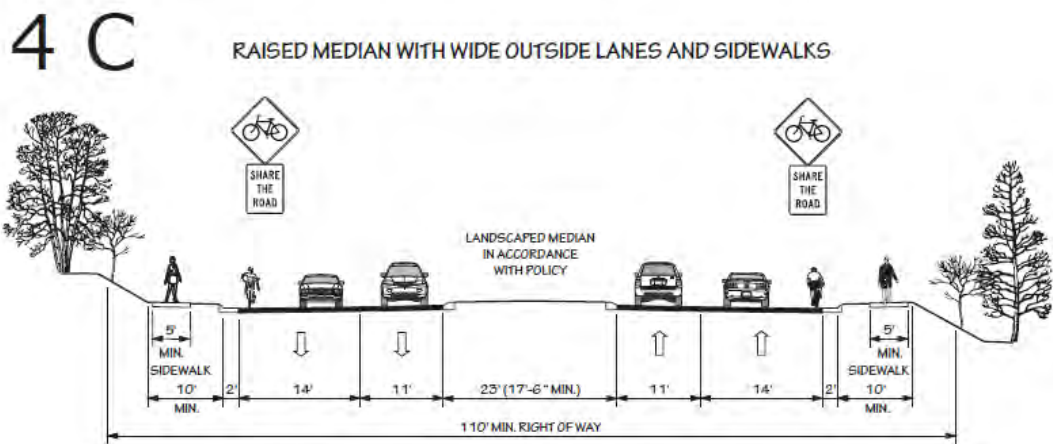 4 C
RAISED MEDIAN WITH WIDE OUTSIDE LANES AND SIDEWALKS
SHARE
THE
ROAD
SHARE
THE
ROAD
LANDSCAPED MEDIAN
IN ACCORDANCE
WITH POLICY
5'
MIN.
SIDEWALK
10'
MIN.
2'
14'
11'
23' (17'-6" MIN.)
11'
14'
2'
5'
MIN.
SIDEWALK
10'
MIN.
110' MIN. RIGHT OF WAY